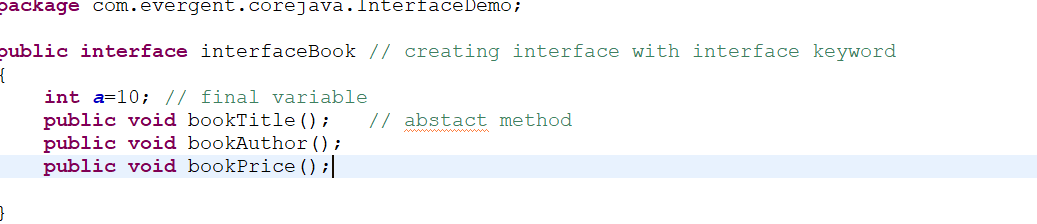 package com.evergent.corejava.InterfaceDemo;
public interface interfaceBook // creating interface with interface keyword
{
int a=10; // final variable
public void bookTitle(); // abstact method
public void bookAuthor();
public void bookPrice();
}